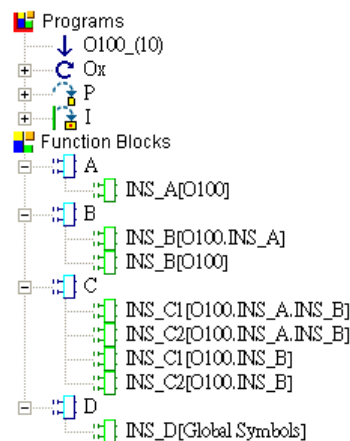 Programs
O100_(10)
Ox
P
I
Function Blocks
A
INS_A[O100]
B
INS_B[O100.INS_A]
INS_B[O100]
C
INS_C1[O100.INS_A.INS_B]
INS_C2[O100.INS_A.INS_B]
INS_C1[O100.INS_B]
INS_C2[O100.INS_B]
D
INS_D[Global Symbols]